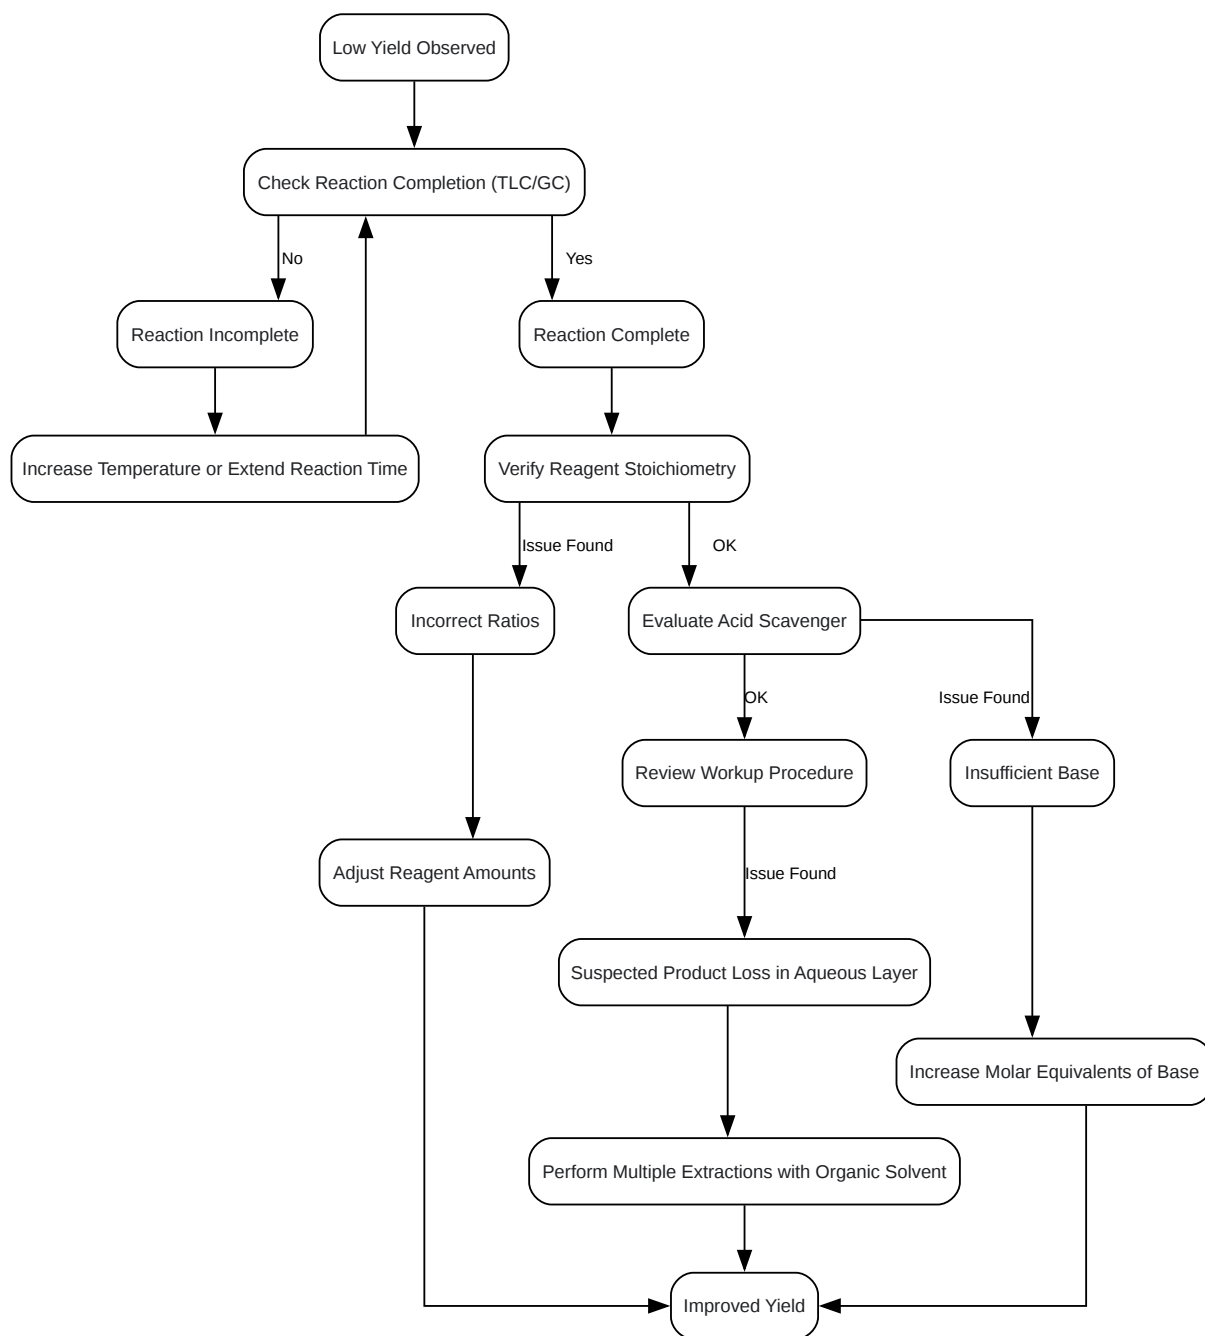 Low Yield Observed
Check Reaction Completion (TLC/GC)
No
Yes
Reaction Incomplete
Reaction Complete
Increase Temperature or Extend Reaction Time
Verify Reagent Stoichiometry
Issue Found
OK
Incorrect Ratios
Evaluate Acid Scavenger
OK
Issue Found
Review Workup Procedure
Insufficient Base
Adjust Reagent Amounts
Issue Found
Suspected Product Loss in Aqueous Layer
Increase Molar Equivalents of Base
Perform Multiple Extractions with Organic Solvent
Improved Yield